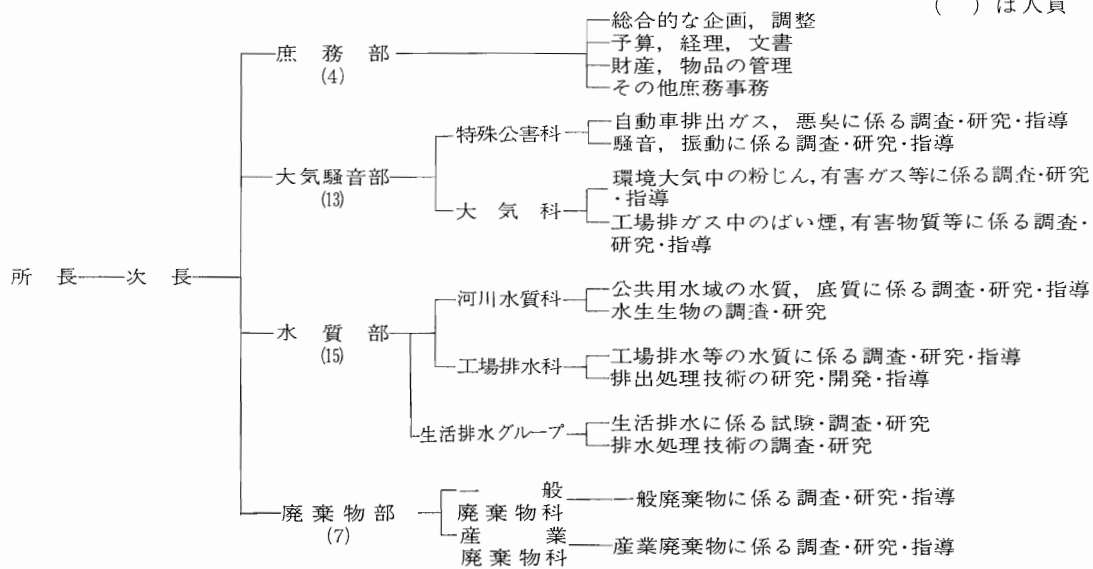 ( )は人員
総合的な企画, 調整
庶務部
予算, 経理, 文書
(4)
財産, 物品の管理
その他庶務事務
自動車排出ガス, 悪臭に係る調査・研究・指導
特殊公害科
騒音, 振動に係る調査・研究・指導
大気騒音部
(13)
環境大気中の粉じん, 有害ガス等に係る調査・研究
・指導
大気科
工場排ガス中のばい煙, 有害物質等に係る調査・
研究・指導
所長 次長
公共用水域の水質, 底質に係る調査・研究・指導
河川水質科
水生生物の調査・研究
水質部
(15)
工場排水等の水質に係る調査・研究・指導
工場排水科
排出処理技術の研究・開発・指導
生活排水に係る試験・調査・研究
生活排水グループ
排水処理技術の調査・研究
一般
廃棄物科
一般廃棄物に係る調査・研究・指導
廃棄物部
(7)
産業
廃棄物科
産業廃棄物に係る調査・研究・指導